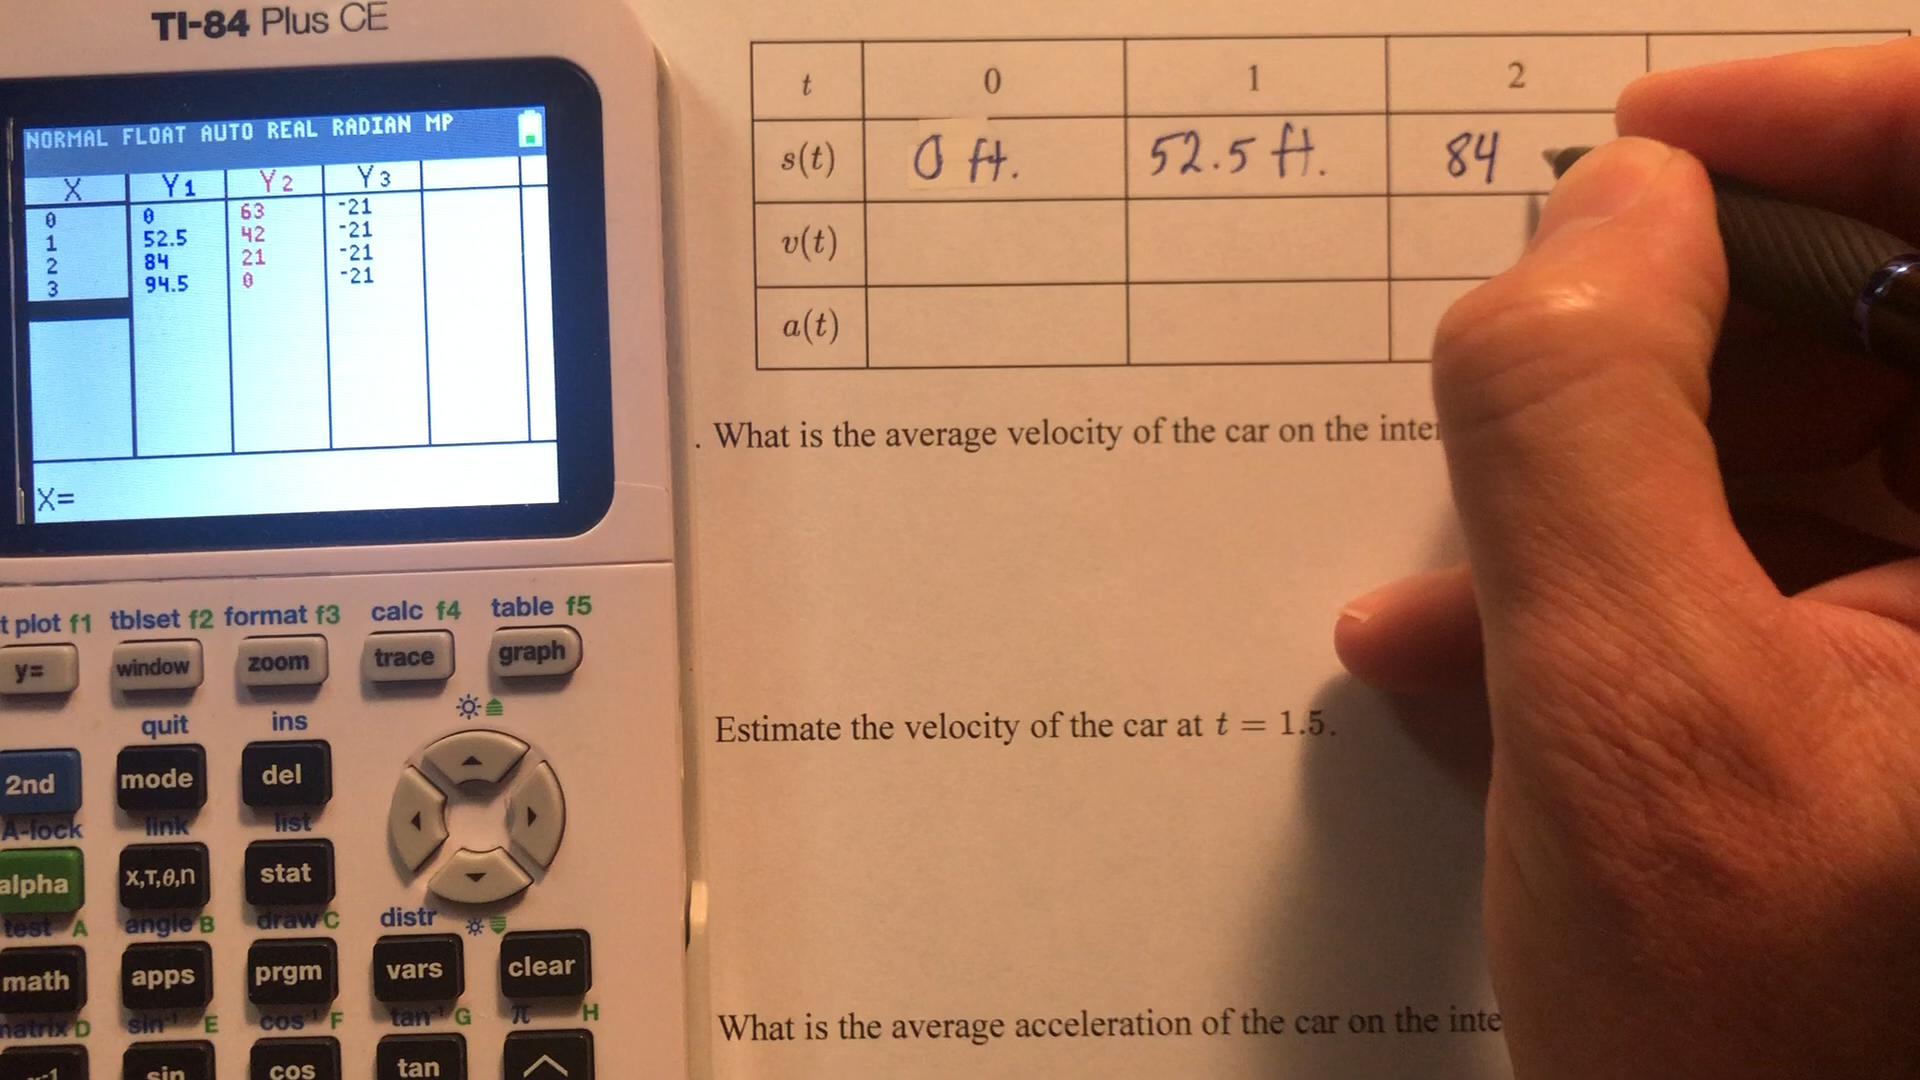 TI-84 Plus CE
NORMAL FLOAT AUTO REAL RADIAN MP
X Y1 Y2 Y3
0 0 63 -21
1 52.5 42 -21
2 84 21 -21
3 94.5 0 -21
X=
t plot f1 tblset f2 format f3 calc f4 table f5
y= window zoom trace graph
quit ins
2nd mode del
A-lock link list
alpha X,T,θ,n stat
test A angle B draw C distr
math apps prgm vars clear
matrix D sin⁻¹ E cos⁻¹ F tan⁻¹ G π H
x⁻¹ sin cos tan ^
t 0 1 2
s(t) 0 ft. 52.5 ft. 84
v(t)
a(t)
. What is the average velocity of the car on the
Estimate the velocity of the car at t = 1.5.
What is the average acceleration of the car on the